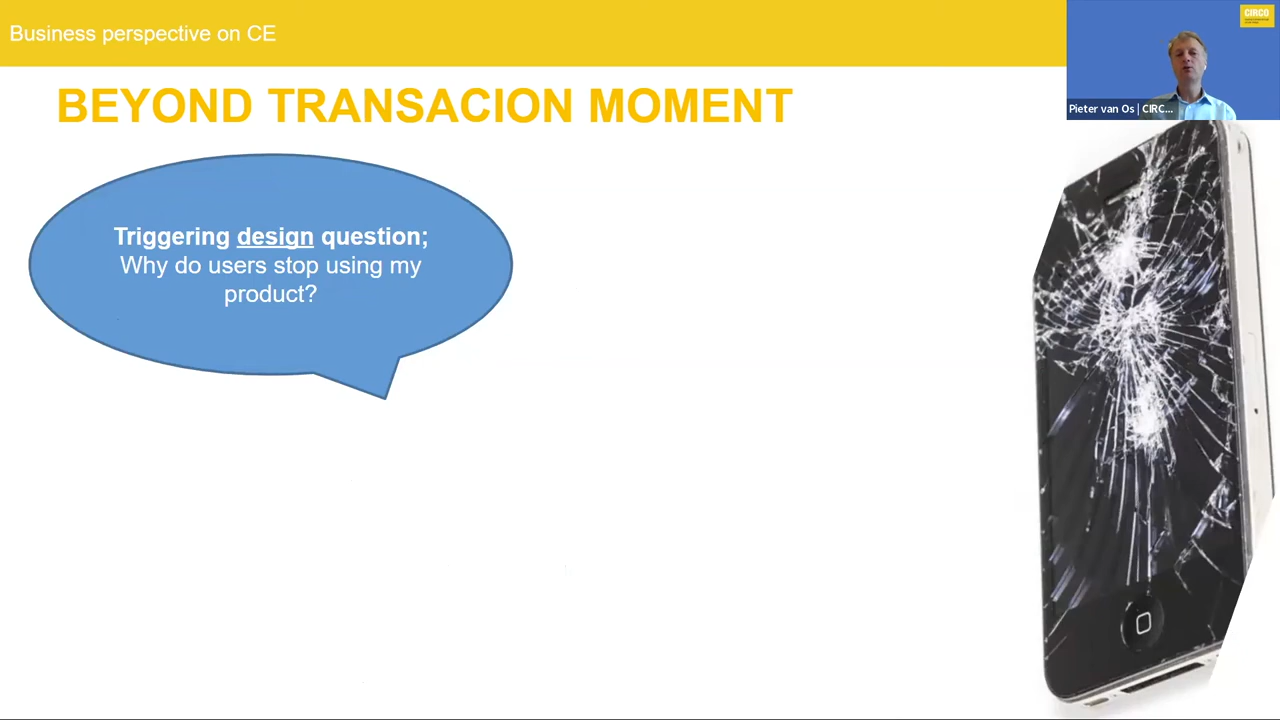 Business perspective on CE
CIRCO
Pieter van Os | CIRC...
BEYOND TRANSACION MOMENT
Triggering design question;
Why do users stop using my
product?